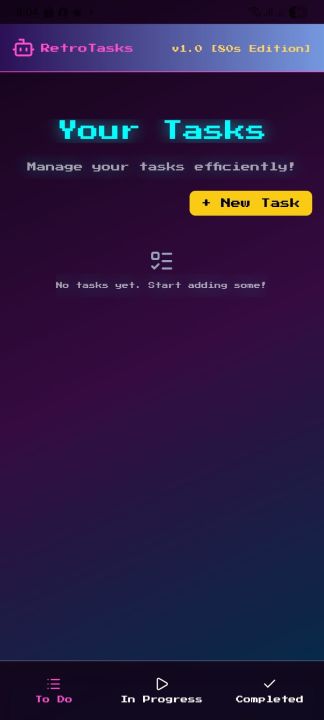 RetroTasks
v1.0 [80s Edition]
Your Tasks
Manage your tasks efficiently!
+ New Task
No tasks yet. Start adding some!
To Do
In Progress
Completed